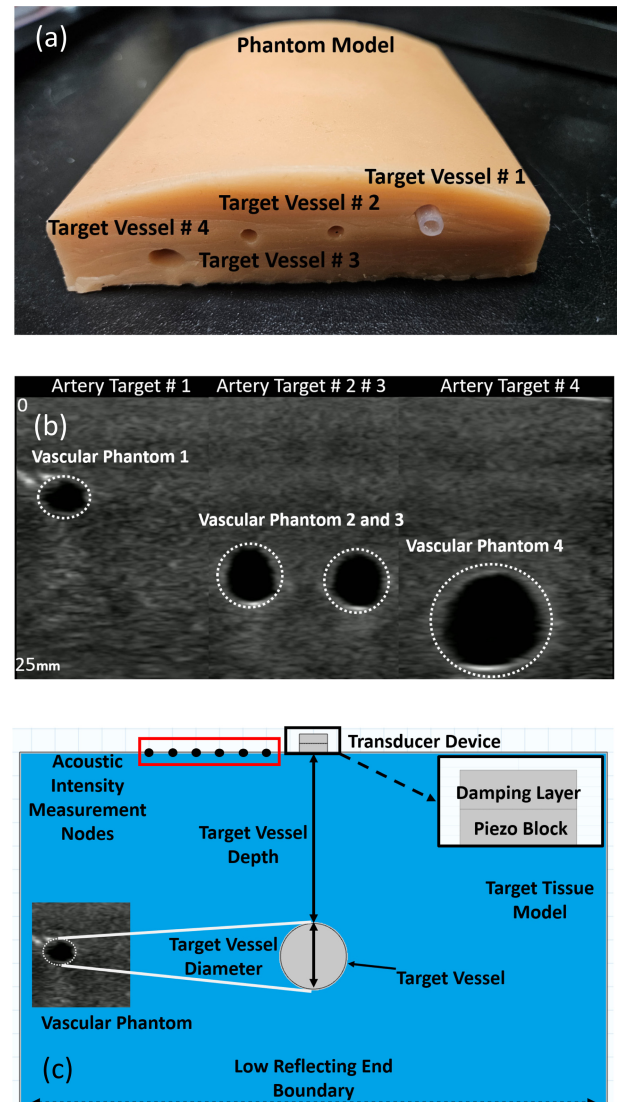 (a)
Phantom Model
Target Vessel # 1
Target Vessel # 2
Target Vessel # 4
Target Vessel # 3
Artery Target # 1
Artery Target # 2 # 3
Artery Target # 4
0
(b)
Vascular Phantom 1
Vascular Phantom 2 and 3
Vascular Phantom 4
25mm
Transducer Device
Acoustic
Intensity
Measurement
Nodes
Damping Layer
Piezo Block
Target Vessel
Depth
Target Tissue
Model
Target Vessel
Diameter
Target Vessel
Vascular Phantom
(c)
Low Reflecting End
Boundary